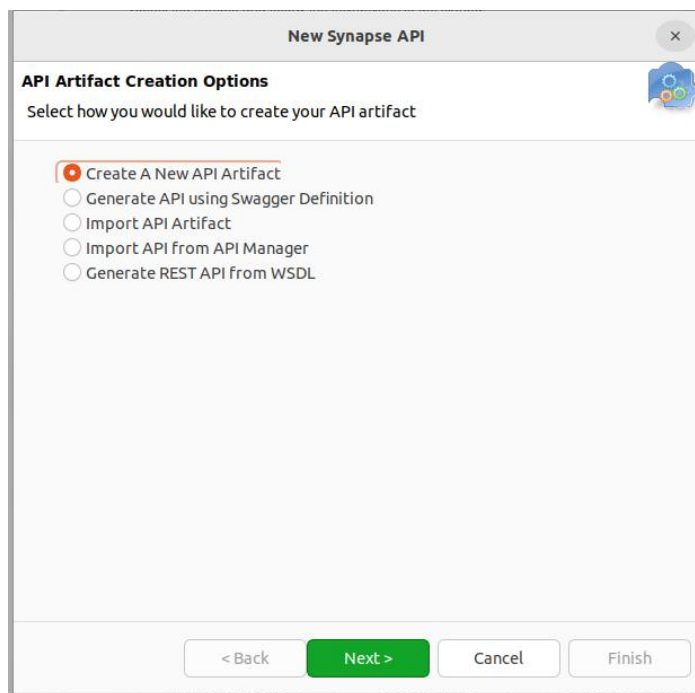 New Synapse API
×
API Artifact Creation Options
Select how you would like to create your API artifact
Create A New API Artifact
Generate API using Swagger Definition
Import API Artifact
Import API from API Manager
Generate REST API from WSDL
< Back
Next >
Cancel
Finish